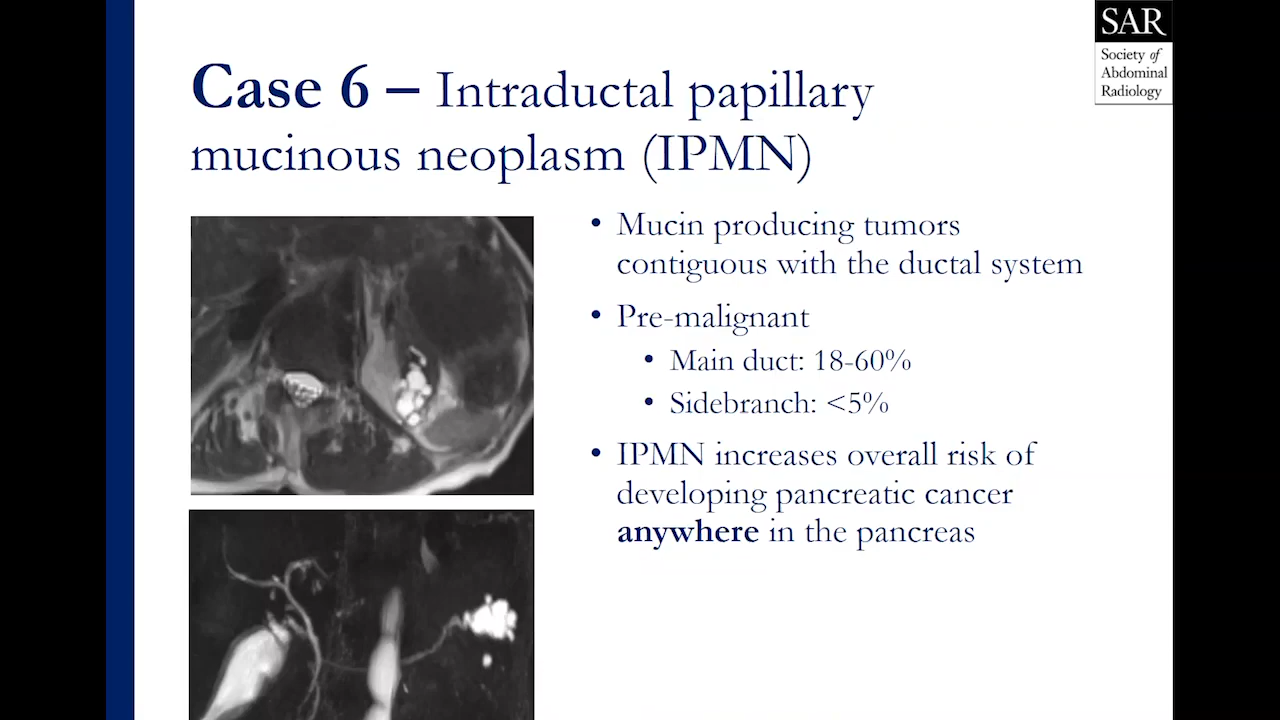 SAR
Society of
Abdominal
Radiology
Case 6 – Intraductal papillary
mucinous neoplasm (IPMN)
• Mucin producing tumors
contiguous with the ductal system
• Pre-malignant
• Main duct: 18-60%
• Sidebranch: <5%
• IPMN increases overall risk of
developing pancreatic cancer
anywhere in the pancreas